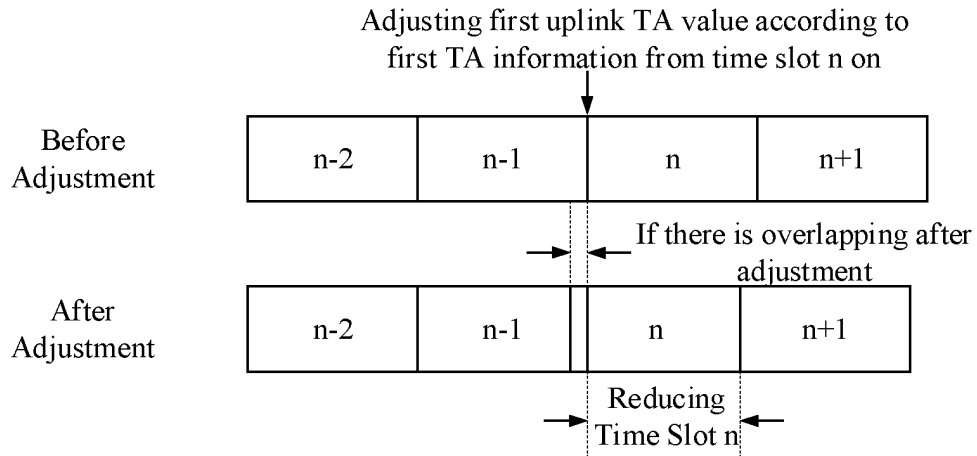 Adjusting first uplink TA value according to
first TA information from time slot n on
Before
Adjustment
n-2
n-1
n
n+1
If there is overlapping after
adjustment
After
Adjustment
n-2
n-1
n
n+1
Reducing
Time Slot n